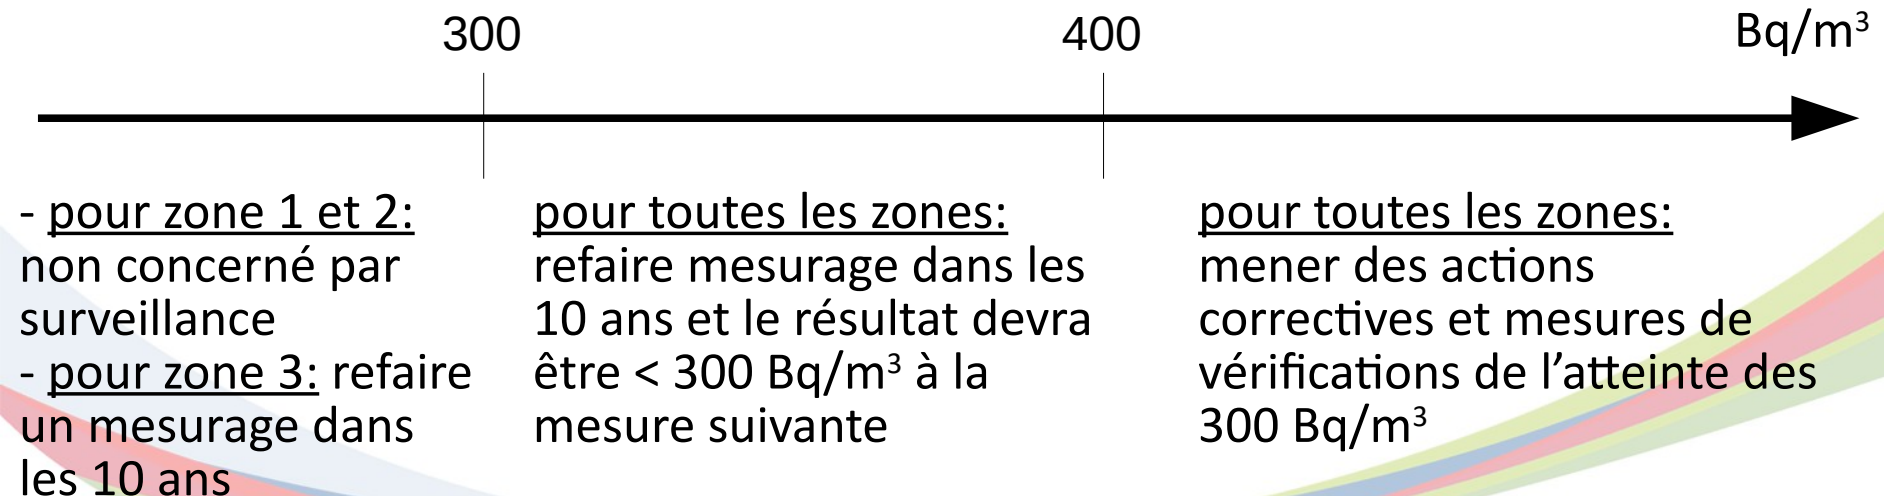 300
400
Bq/m³
- pour zone 1 et 2:
non concerné par
surveillance
- pour zone 3: refaire
un mesurage dans
les 10 ans
pour toutes les zones:
refaire mesurage dans les
10 ans et le résultat devra
être < 300 Bq/m³ à la
mesure suivante
pour toutes les zones:
mener des actions
correctives et mesures de
vérifications de l’atteinte des
300 Bq/m³